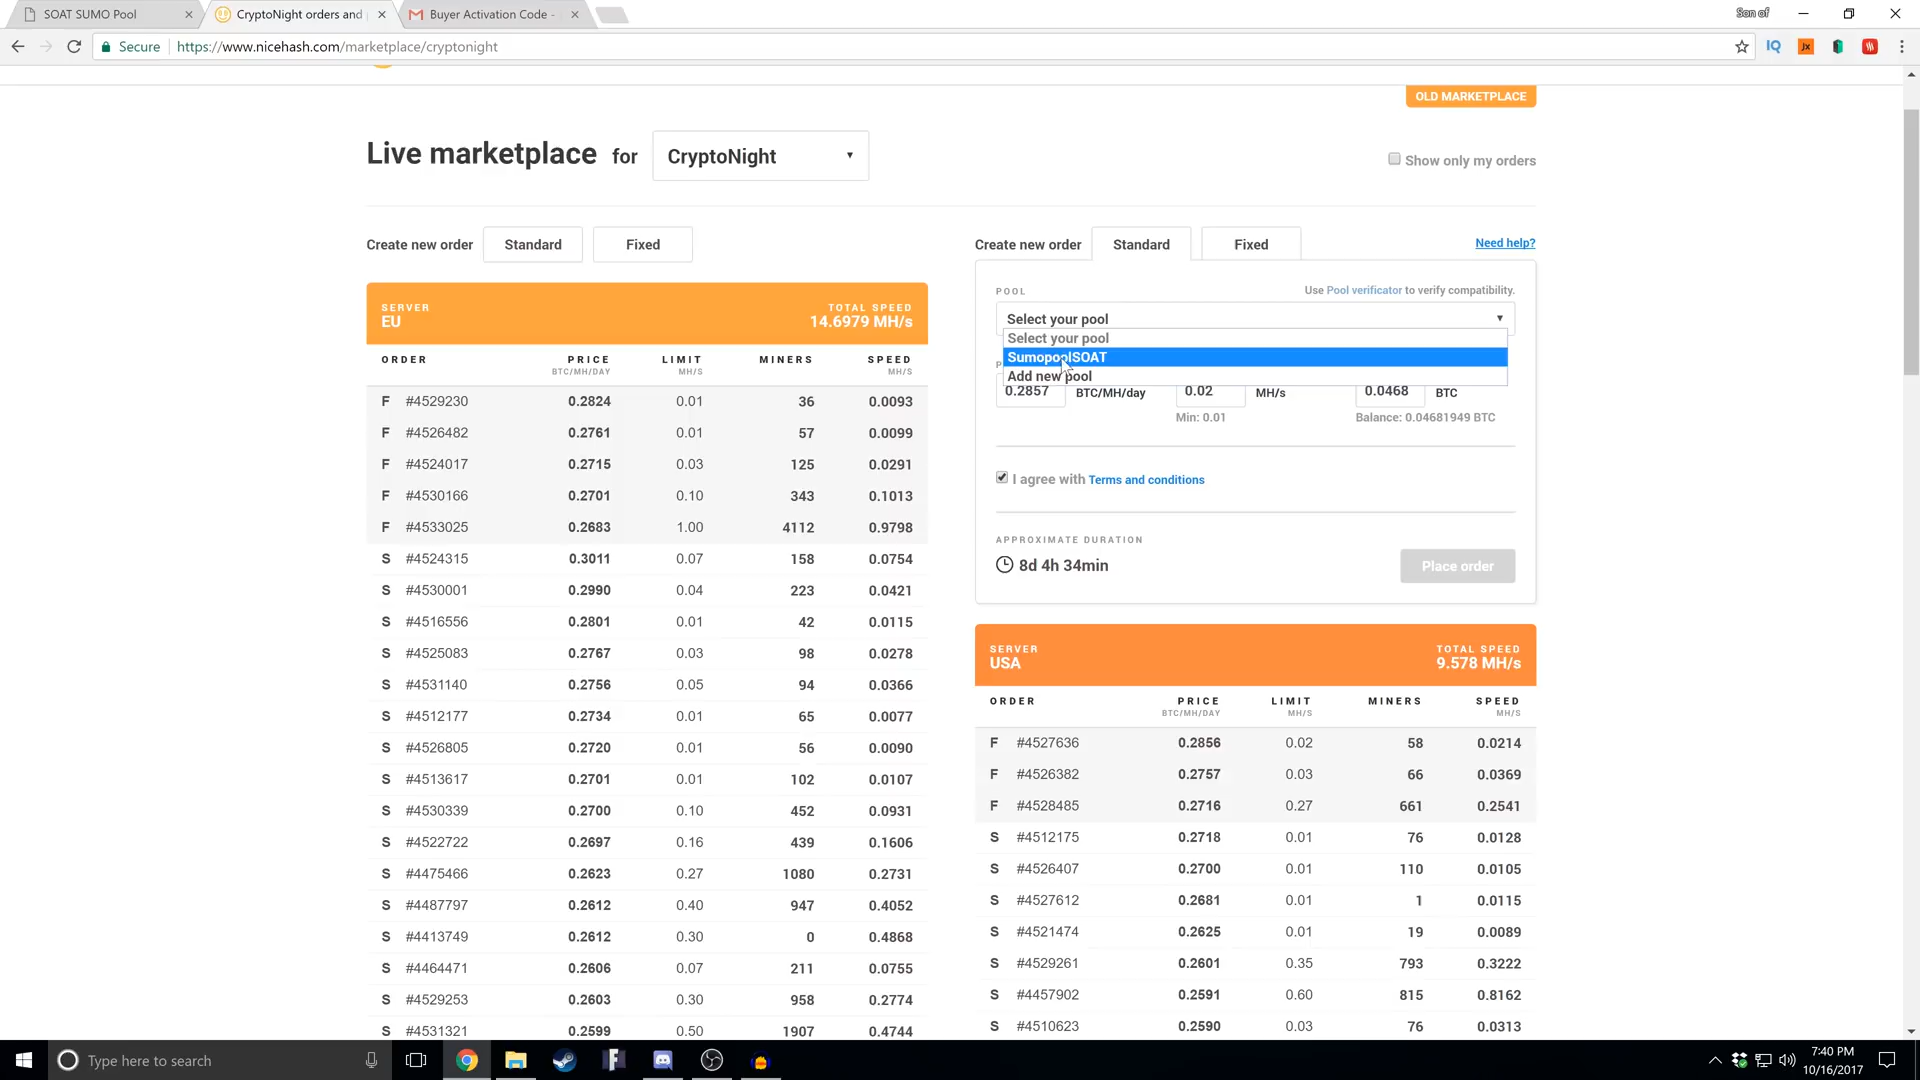 SOAT SUMO Pool
CryptoNight orders and
Buyer Activation Code -
Son of
Secure
https://www.nicehash.com/marketplace/cryptonight
OLD MARKETPLACE
Live marketplace for CryptoNight
Show only my orders
Create new order Standard Fixed
SERVER TOTAL SPEED
EU 14.6979 MH/s
ORDER PRICE LIMIT MINERS SPEED
BTC/MH/DAY MH/S MH/S
F #4529230 0.2824 0.01 36 0.0093
F #4526482 0.2761 0.01 57 0.0099
F #4524017 0.2715 0.03 125 0.0291
F #4530166 0.2701 0.10 343 0.1013
F #4533025 0.2683 1.00 4112 0.9798
S #4524315 0.3011 0.07 158 0.0754
S #4530001 0.2990 0.04 223 0.0421
S #4516556 0.2801 0.01 42 0.0115
S #4525083 0.2767 0.03 98 0.0278
S #4531140 0.2756 0.05 94 0.0366
S #4512177 0.2734 0.01 65 0.0077
S #4526805 0.2720 0.01 56 0.0090
S #4513617 0.2701 0.01 102 0.0107
S #4530339 0.2700 0.10 452 0.0931
S #4522722 0.2697 0.16 439 0.1606
S #4475466 0.2623 0.27 1080 0.2731
S #4487797 0.2612 0.40 947 0.4052
S #4413749 0.2612 0.30 0 0.4868
S #4464471 0.2606 0.07 211 0.0755
S #4529253 0.2603 0.30 958 0.2774
S #4531321 0.2599 0.50 1907 0.4744
Create new order Standard Fixed Need help?
POOL Use Pool verificator to verify compatibility.
Select your pool
Select your pool
SumopoolSOAT
Add new pool
0.2857 BTC/MH/day 0.02 MH/s 0.0468 BTC
Min: 0.01 Balance: 0.04681949 BTC
I agree with Terms and conditions
APPROXIMATE DURATION
8d 4h 34min
Place order
SERVER TOTAL SPEED
USA 9.578 MH/s
ORDER PRICE LIMIT MINERS SPEED
BTC/MH/DAY MH/S MH/S
F #4527636 0.2856 0.02 58 0.0214
F #4526382 0.2757 0.03 66 0.0369
F #4528485 0.2716 0.27 661 0.2541
S #4512175 0.2718 0.01 76 0.0128
S #4526407 0.2700 0.01 110 0.0105
S #4527612 0.2681 0.01 1 0.0115
S #4521474 0.2625 0.01 19 0.0089
S #4529261 0.2601 0.35 793 0.3222
S #4457902 0.2591 0.60 815 0.8162
S #4510623 0.2590 0.03 76 0.0313
Type here to search
7:40 PM
10/16/2017